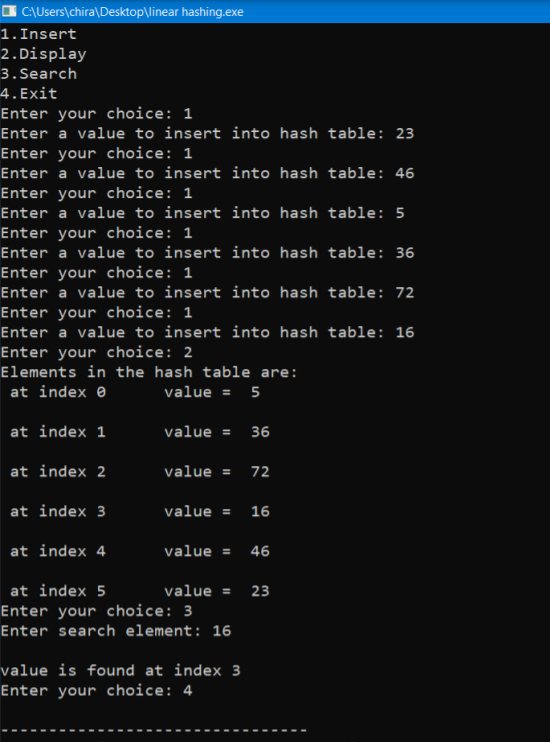 C:\Users\chira\Desktop\linear hashing.exe
1.Insert
2.Display
3.Search
4.Exit
Enter your choice: 1
Enter a value to insert into hash table: 23
Enter your choice: 1
Enter a value to insert into hash table: 46
Enter your choice: 1
Enter a value to insert into hash table: 5
Enter your choice: 1
Enter a value to insert into hash table: 36
Enter your choice: 1
Enter a value to insert into hash table: 72
Enter your choice: 1
Enter a value to insert into hash table: 16
Enter your choice: 2
Elements in the hash table are:
 at index 0      value =  5
 at index 1      value =  36
 at index 2      value =  72
 at index 3      value =  16
 at index 4      value =  46
 at index 5      value =  23
Enter your choice: 3
Enter search element: 16
value is found at index 3
Enter your choice: 4
--------------------------------